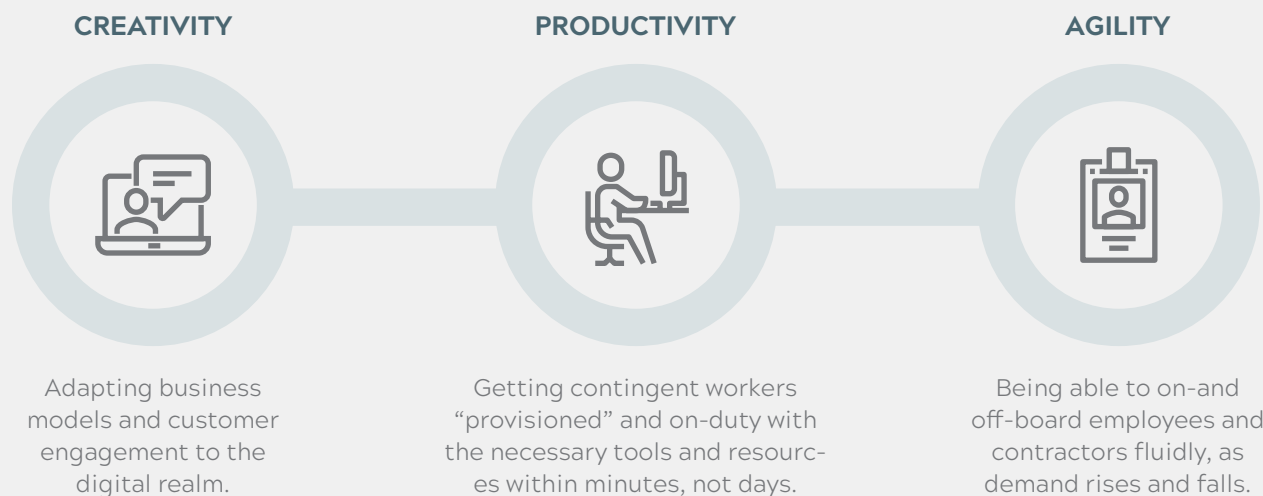 CREATIVITY
Adapting business
models and customer
engagement to the
digital realm.
PRODUCTIVITY
Getting contingent workers
“provisioned” and on-duty with
the necessary tools and resourc-
es within minutes, not days.
AGILITY
Being able to on-and
off-board employees and
contractors fluidly, as
demand rises and falls.